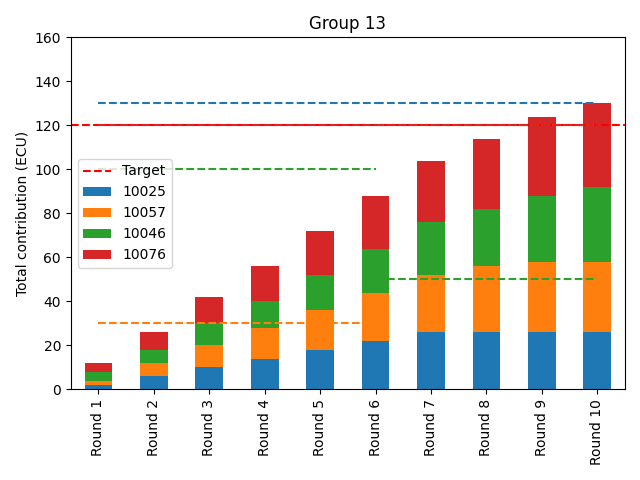 Group 13
Total contribution (ECU)
160
140
120
100
80
60
40
20
0
Target
10025
10057
10046
10076
Round 1
Round 2
Round 3
Round 4
Round 5
Round 6
Round 7
Round 8
Round 9
Round 10